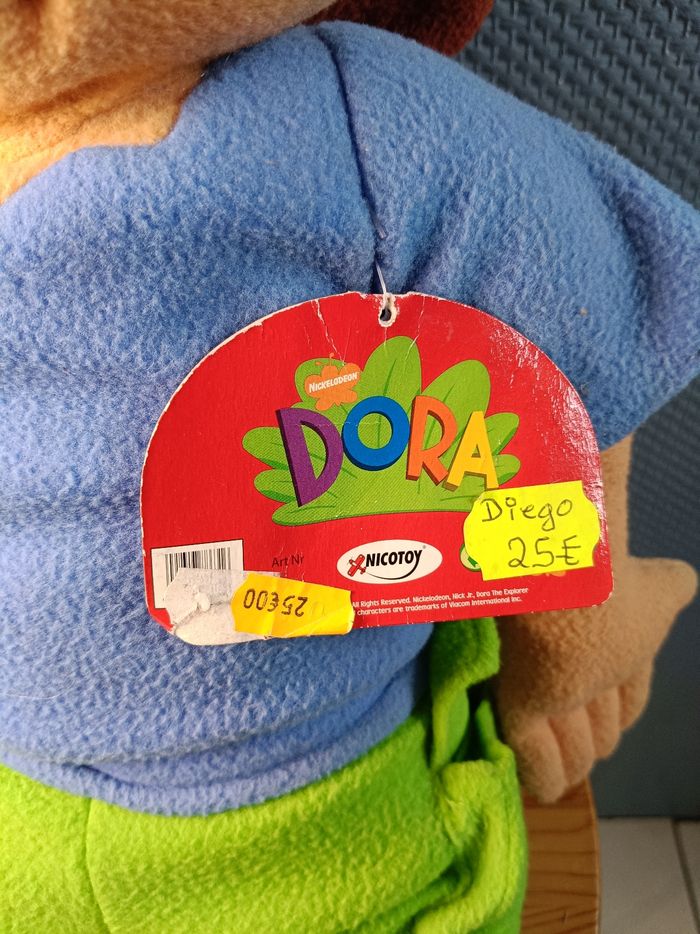 NICKELODEON
DORA
Diego
25€
Art Nr
NICOTOY
25€00
All Rights Reserved. Nickelodeon, Nick Jr., Dora The Explorer
characters are trademarks of Viacom International Inc.